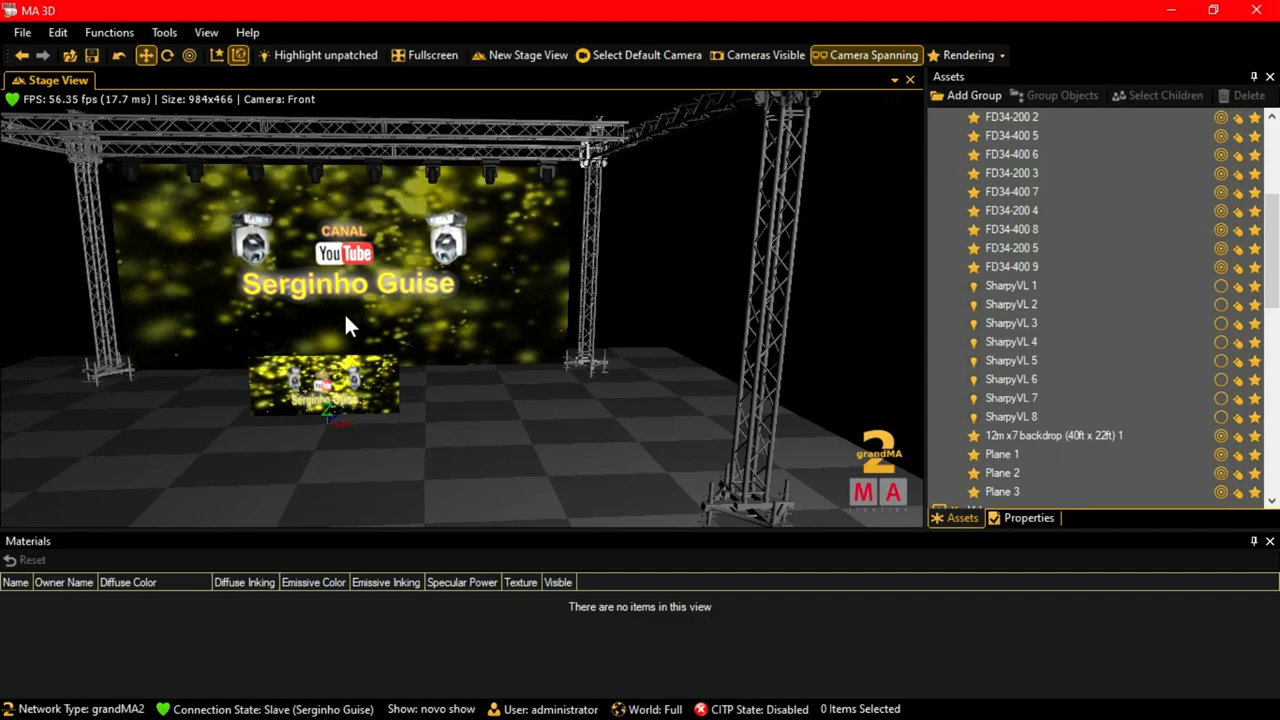 MA 3D
File Edit Functions Tools View Help
Highlight unpatched Fullscreen New Stage View Select Default Camera Cameras Visible Camera Spanning Rendering
Stage View
FPS: 56.35 fps (17.7 ms) | Size: 984x466 | Camera: Front
CANAL
YouTube
Serginho Guise
YouTube
Serginho Guise
2
grandMA
MA
Assets
Add Group Group Objects Select Children Delete
FD34-200 2
FD34-400 5
FD34-400 6
FD34-200 3
FD34-400 7
FD34-200 4
FD34-400 8
FD34-200 5
FD34-400 9
SharpyVL 1
SharpyVL 2
SharpyVL 3
SharpyVL 4
SharpyVL 5
SharpyVL 6
SharpyVL 7
SharpyVL 8
12m x7 backdrop (40ft x 22ft) 1
Plane 1
Plane 2
Plane 3
Assets Properties
Materials
Reset
Name Owner Name Diffuse Color Diffuse Inking Emissive Color Emissive Inking Specular Power Texture Visible
There are no items in this view
Network Type: grandMA2 Connection State: Slave (Serginho Guise) Show: novo show User: administrator World: Full CITP State: Disabled 0 Items Selected